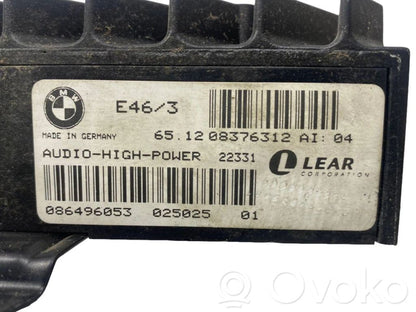 BMW
E46/3
MADE IN GERMANY
65.12 08376312 AI: 04
AUDIO-HIGH-POWER 22331
LEAR
CORPORATION
086496053 025025 01
Ovoko